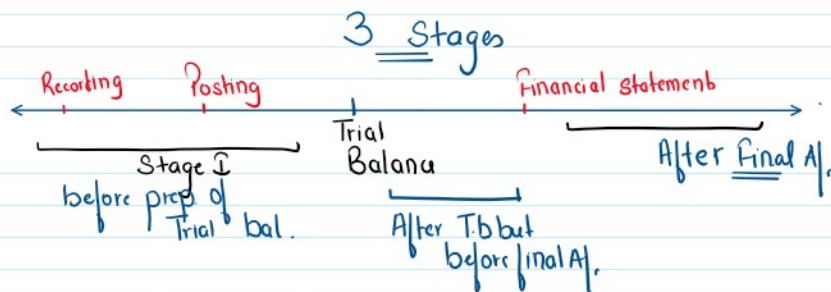 3 Stages
Recording Posting Financial statements
Trial
Balance
Stage I
before prep of
Trial bal.
After T.b but
before final A/.
After Final A/.